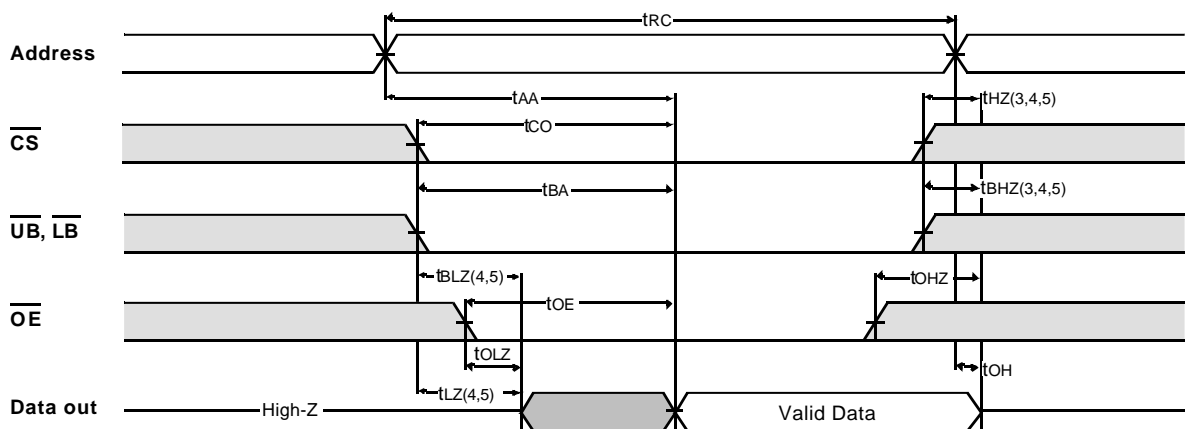 tRC
Address
tAA
tHZ(3,4,5)
tCO
CS
tBA
tBHZ(3,4,5)
UB, LB
tBLZ(4,5)
tOHZ
tOE
OE
tOLZ
tOH
tLZ(4,5)
Data out
High-Z
Valid Data